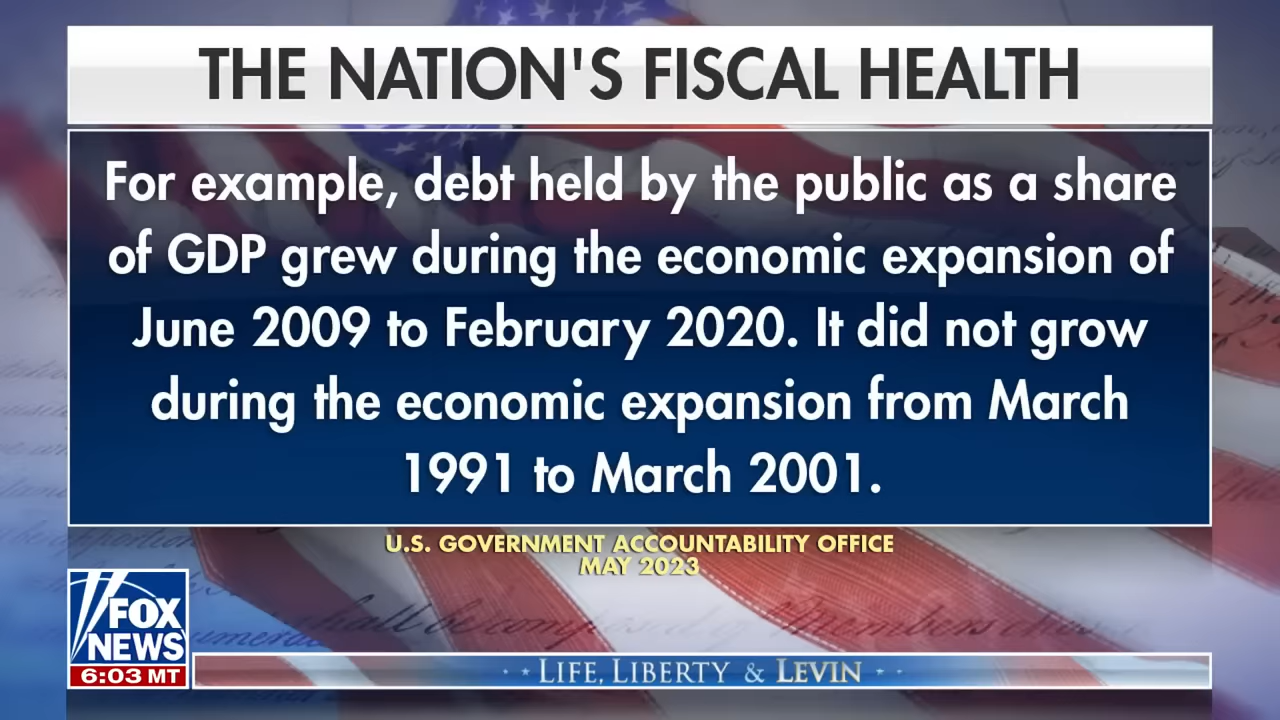 THE NATION'S FISCAL HEALTH
For example, debt held by the public as a share
of GDP grew during the economic expansion of
June 2009 to February 2020. It did not grow
during the economic expansion from March
1991 to March 2001.
U.S. GOVERNMENT ACCOUNTABILITY OFFICE
MAY 2023
FOX
NEWS
6:03 MT
LIFE, LIBERTY & LEVIN